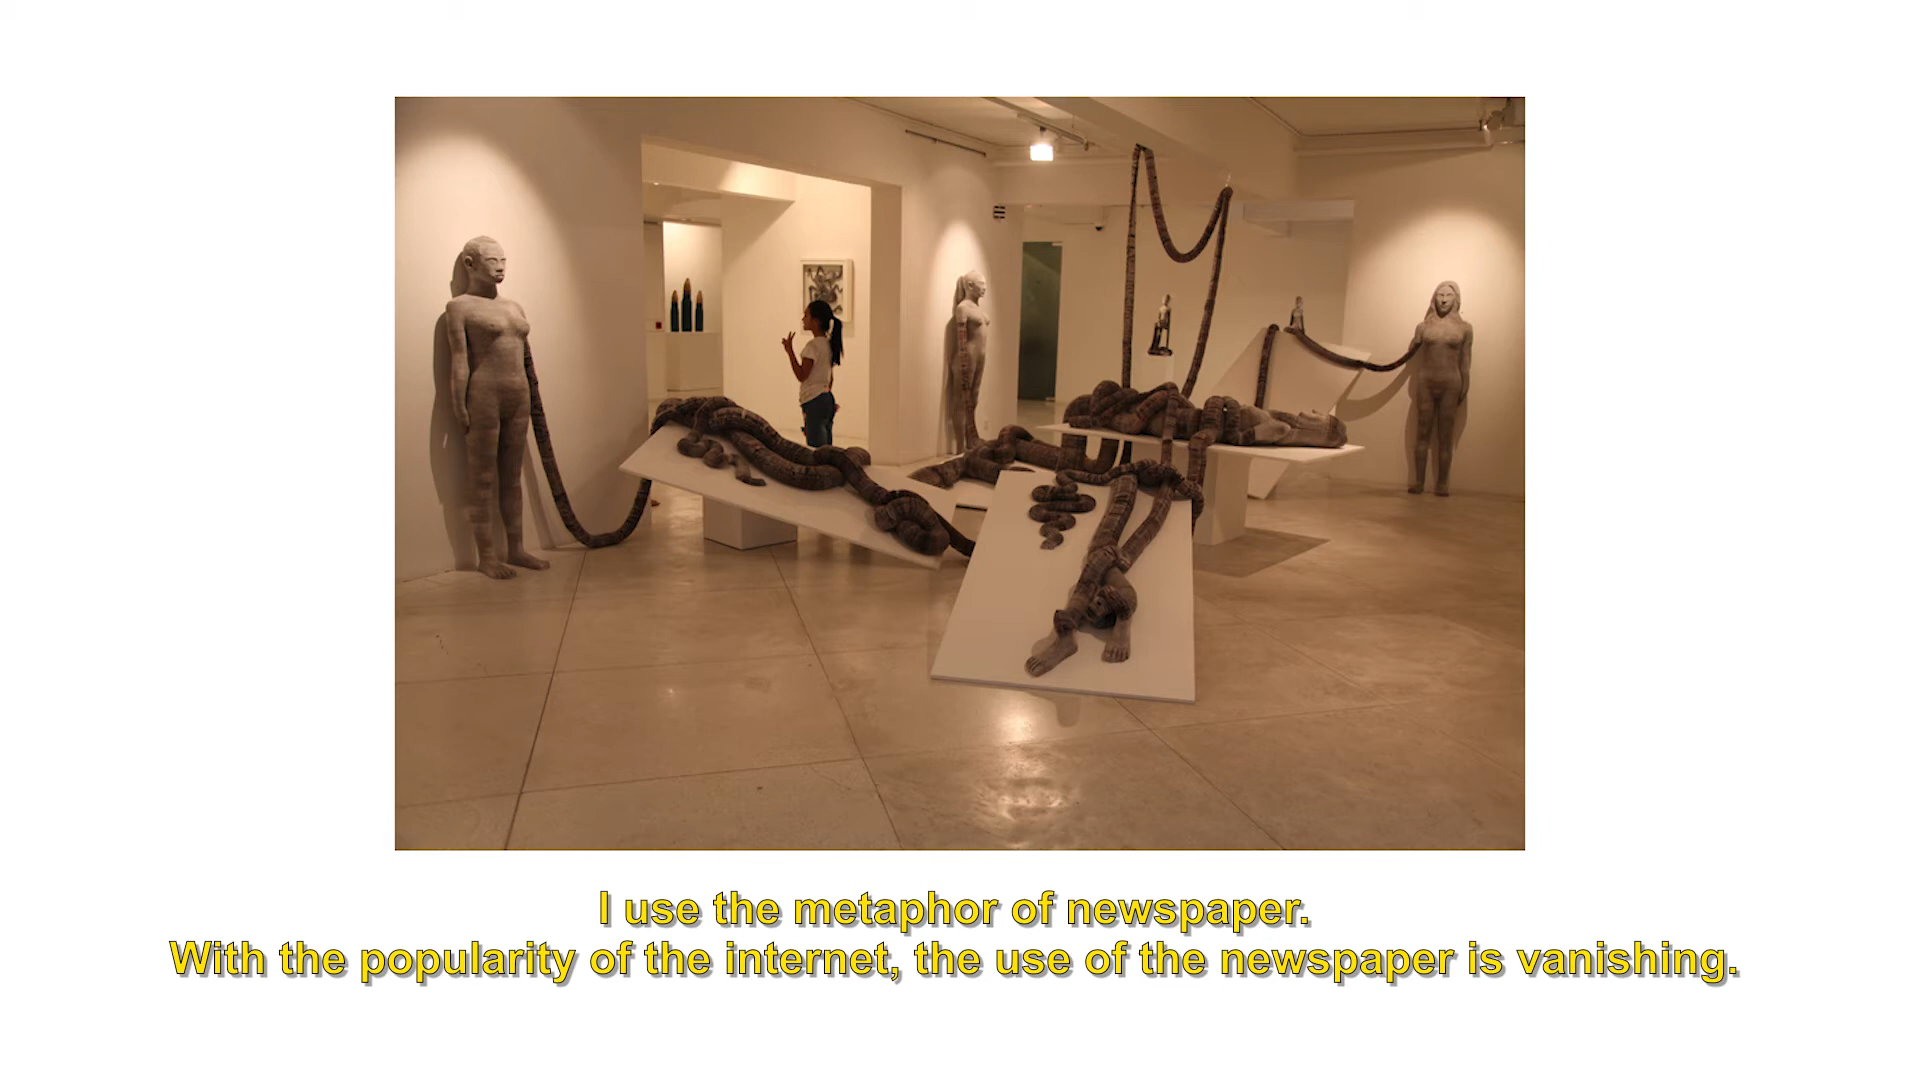 I use the metaphor of newspaper.
With the popularity of the internet, the use of the newspaper is vanishing.